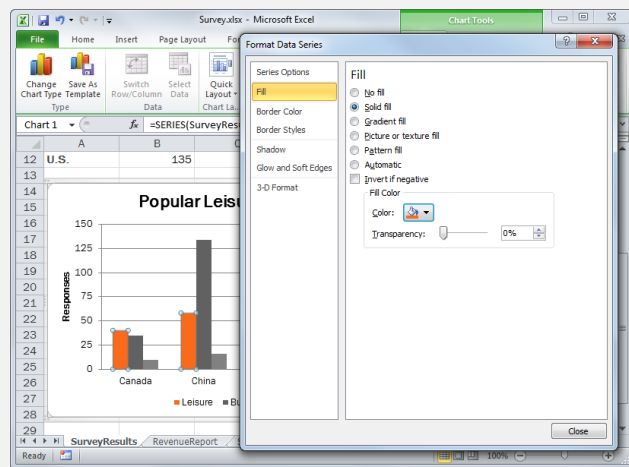 Survey.xlsx - Microsoft Excel
Chart Tools
File Home Insert Page Layout
Change Chart Type
Save As Template
Switch Row/Column
Select Data
Quick Layout
Type Data Chart La...
Chart 1 fx =SERIES(SurveyResu
A B
12 U.S. 135
13
14
15
16
17
18
19
20
21
22
23
24
25
26
27
28
29
Popular Leisu
Responses
150
125
100
75
50
25
0
Canada China
Leisure
SurveyResults RevenueReport
Ready
100%
Format Data Series
Series Options
Fill
Border Color
Border Styles
Shadow
Glow and Soft Edges
3-D Format
Fill
No fill
Solid fill
Gradient fill
Picture or texture fill
Pattern fill
Automatic
Invert if negative
Fill Color
Color:
Transparency: 0%
Close